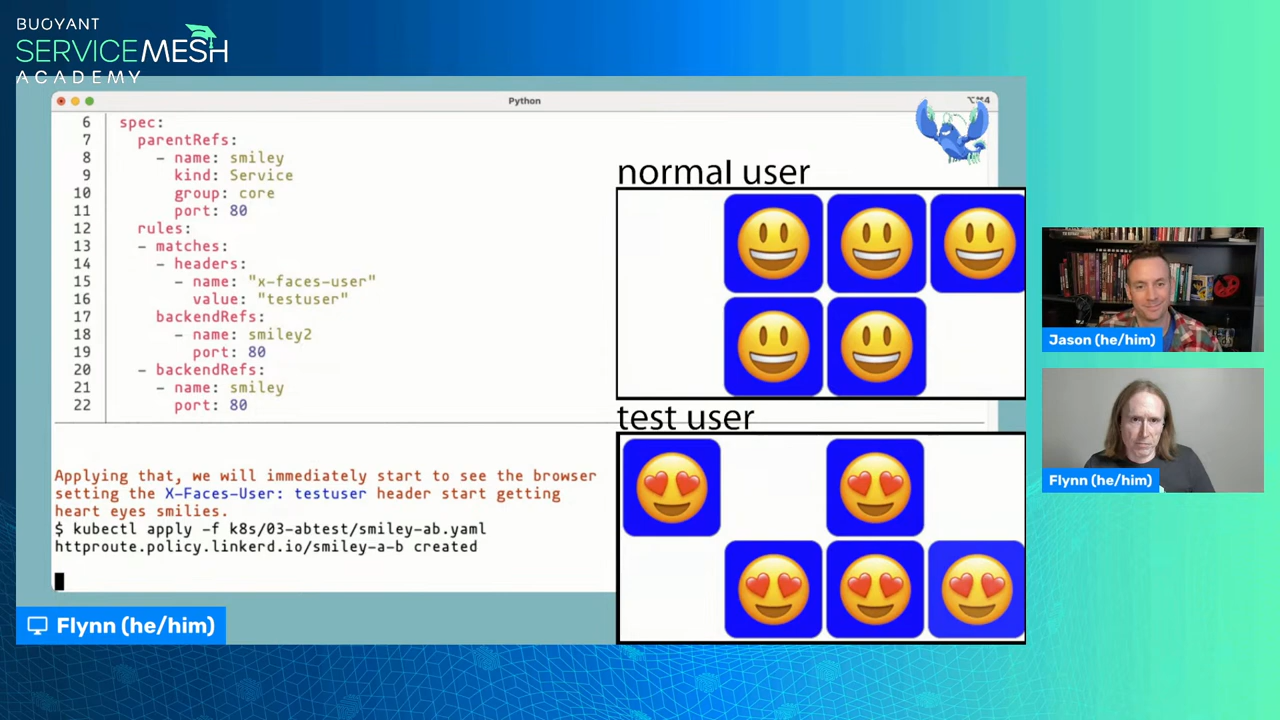 BUOYANT
SERVICEMESH
ACADEMY
Python
⌥⌘4
6 spec:
7 parentRefs:
8 - name: smiley
9 kind: Service
10 group: core
11 port: 80
12 rules:
13 - matches:
14 - headers:
15 - name: "x-faces-user"
16 value: "testuser"
17 backendRefs:
18 - name: smiley2
19 port: 80
20 - backendRefs:
21 - name: smiley
22 port: 80
Applying that, we will immediately start to see the browser
setting the X-Faces-User: testuser header start getting
heart eyes smilies.
$ kubectl apply -f k8s/03-abtest/smiley-ab.yaml
httproute.policy.linkerd.io/smiley-a-b created
normal user
test user
Flynn (he/him)
Jason (he/him)
Flynn (he/him)